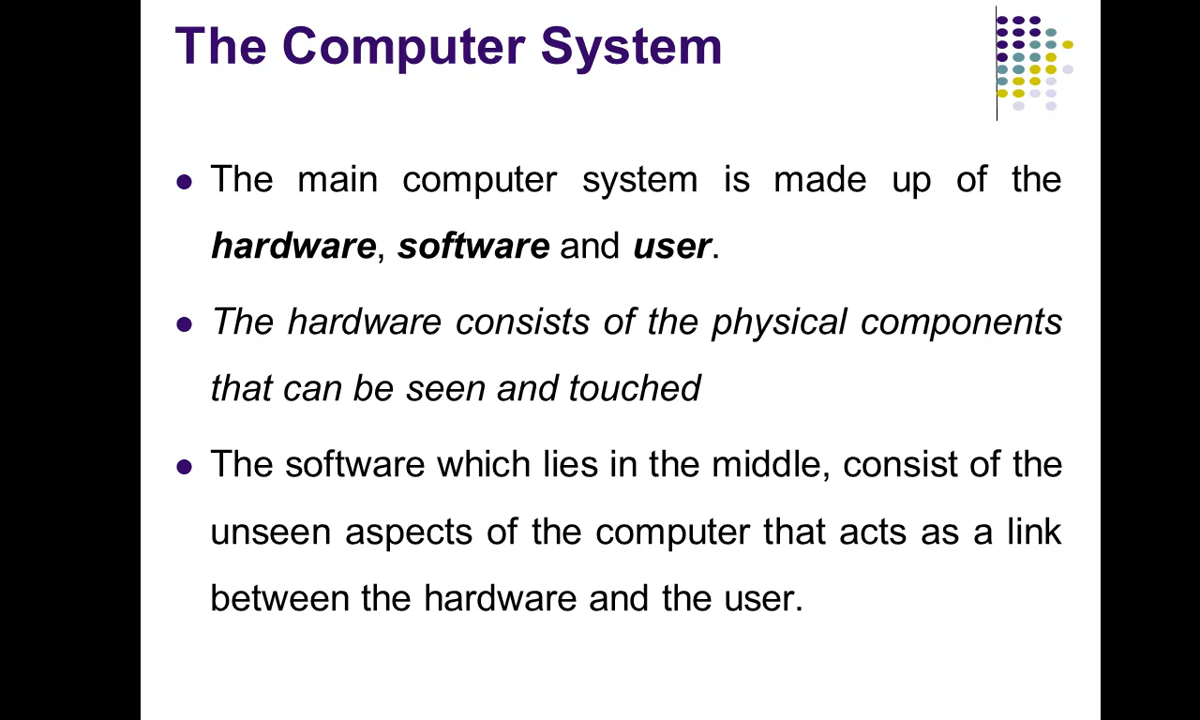 The Computer System
The main computer system is made up of the
hardware, software and user.
The hardware consists of the physical components
that can be seen and touched
The software which lies in the middle, consist of the
unseen aspects of the computer that acts as a link
between the hardware and the user.